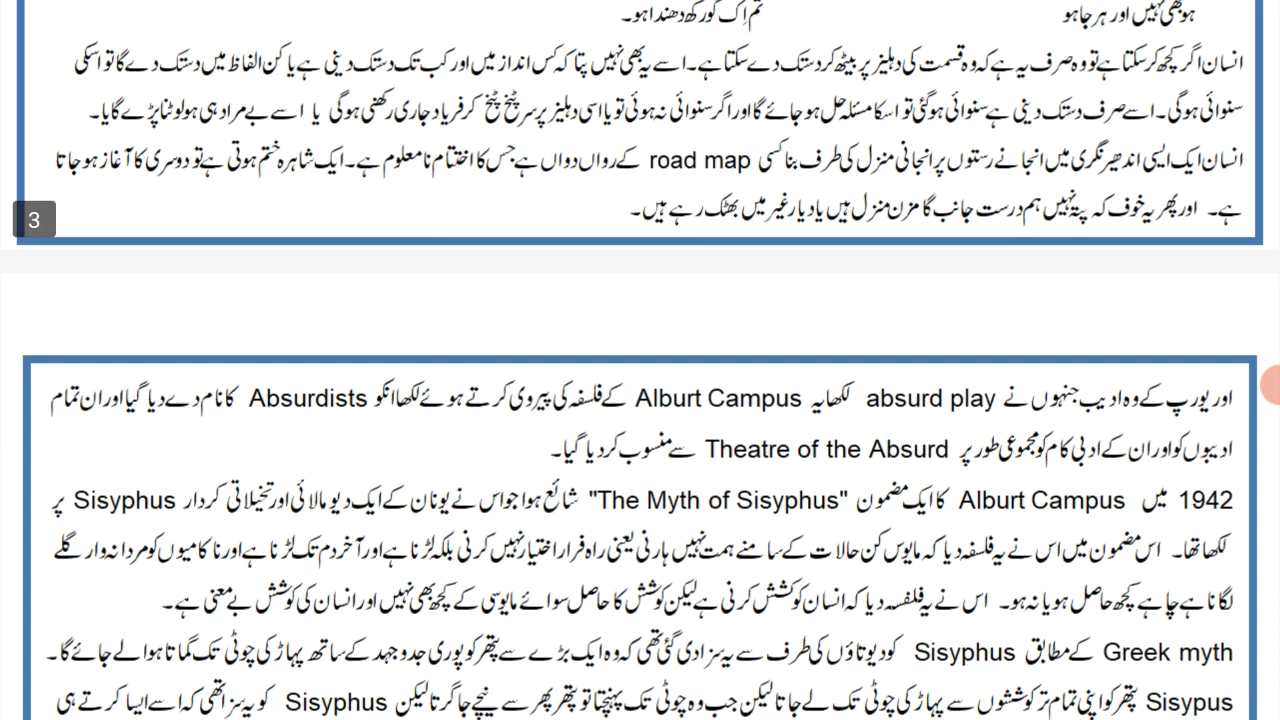 ہو بھی نہیں اور ہر جا ہو تم اِک گورکھ دھندا ہو۔
انسان اگر کچھ کر سکتا ہے تو وہ صرف یہ ہے کہ وہ قسمت کی دہلیز پر بیٹھ کر دستک دے سکتا ہے۔ اسے یہ بھی نہیں پتا کہ کس انداز میں اور کب تک دستک دینی ہے یا کن الفاظ میں دستک دے گا تو اسکی
سنوائی ہوگی۔ اسے صرف دستک دینی ہے سنوائی ہوگئی تو اسکا مسئلہ حل ہو جائے گا اور اگر سنوائی نہ ہوئی تو یا اسی دہلیز پر سر پٹخ پٹخ کر فریاد جاری رکھنی ہوگی یا اسے بے مراد ہی لوٹنا پڑے گا یا۔
انسان ایک ایسی اندھیر نگری میں انجانے رستوں پر انجانی منزل کی طرف بنا کسی road map کے رواں دواں ہے جس کا اختتام نامعلوم ہے۔ ایک شاہرہ ختم ہوتی ہے تو دوسری کا آغاز ہو جاتا
ہے۔ اور پھر یہ خوف کہ پتہ نہیں ہم درست جانب گامزن منزل ہیں یا دیار غیر میں بھٹک رہے ہیں۔
3
اور یورپ کے وہ ادیب جنہوں نے absurd play لکھا یہ Alburt Campus کے فلسفہ کی پیروی کرتے ہوئے لکھا انکو Absurdists کا نام دے دیا گیا اور ان تمام
ادیبوں کو اور ان کے ادبی کام کو مجموعی طور پر Theatre of the Absurd سے منسوب کر دیا گیا۔
1942 میں Alburt Campus کا ایک مضمون "The Myth of Sisyphus" شائع ہوا جو اس نے یونان کے ایک دیومالائی اور تخیلاتی کردار Sisyphus پر
لکھا تھا۔ اس مضمون میں اس نے یہ فلسفہ دیا کہ مایوس کن حالات کے سامنے ہمت نہیں ہارنی یعنی راہ فرار اختیار نہیں کرنی بلکہ لڑنا ہے اور آخر دم تک لڑنا ہے اور ناکامیوں کو مردانہ وار گلے
لگانا ہے چاہے کچھ حاصل ہو یا نہ ہو۔ اس نے یہ فلفسہ دیا کہ انسان کو کشش کرنی ہے لیکن کوشش کا حاصل سوائے مایوسی کے کچھ بھی نہیں اور انسان کی کوشش بے معنی ہے۔
Greek myth کے مطابق Sisyphus کو دیوتاؤں کی طرف سے یہ سزا دی گئی تھی کہ وہ ایک بڑے سے پتھر کو پوری جدوجہد کے ساتھ پہاڑ کی چوٹی تک گماتا ہوا لے جائے گا۔
Sisypus پتھر کو اپنی تمام تر کوششوں سے پہاڑ کی چوٹی تک لے جاتا لیکن جب وہ چوٹی تک پہنچتا تو پتھر پھر سے نیچے جا گرتا لیکن Sisyphus کو یہ سزا تھی کہ اسے ایسا کرتے ہی